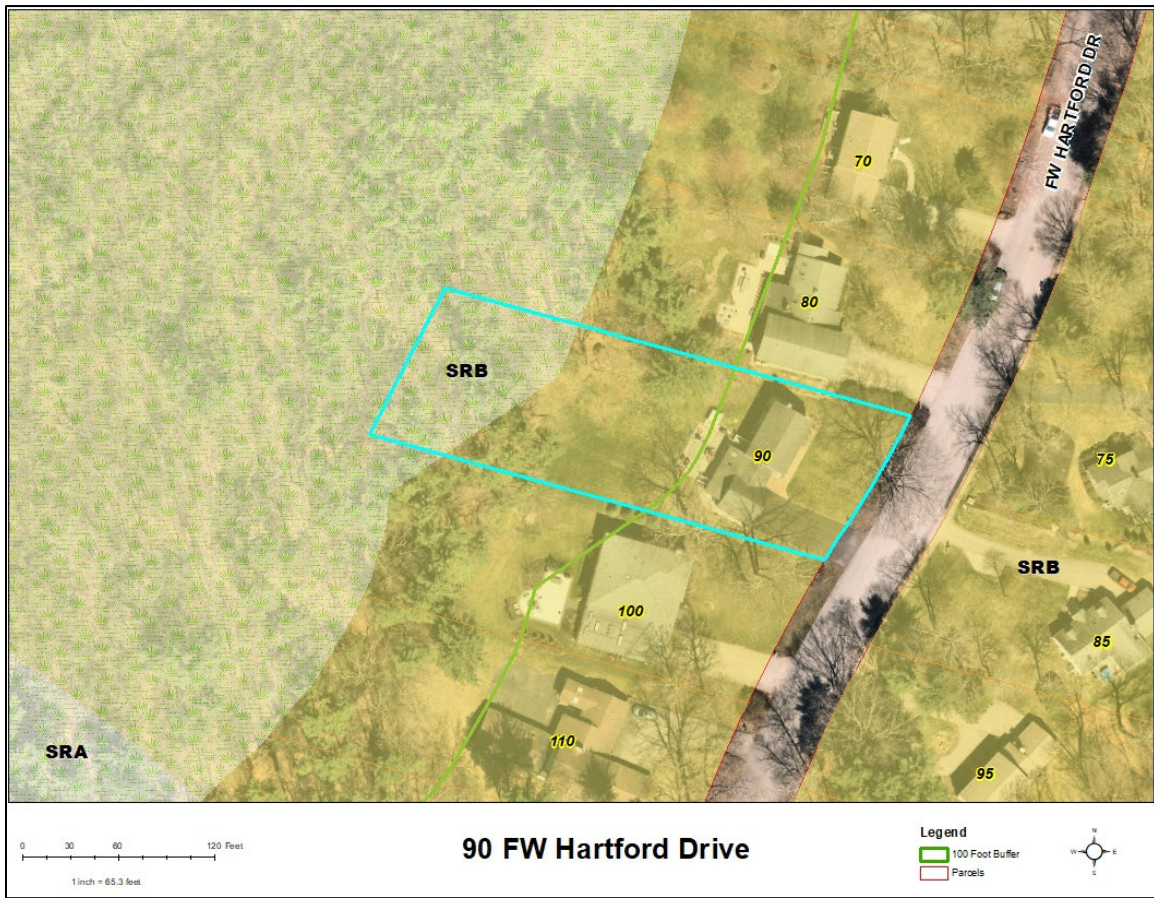 FW HARTFORD DR
70
80
SRB
90
75
SRB
100
85
SRA
110
95
0 30 60 120 Feet
1 inch = 65.3 feet
90 FW Hartford Drive
Legend
100 Foot Buffer
Parcels
N
W E
S